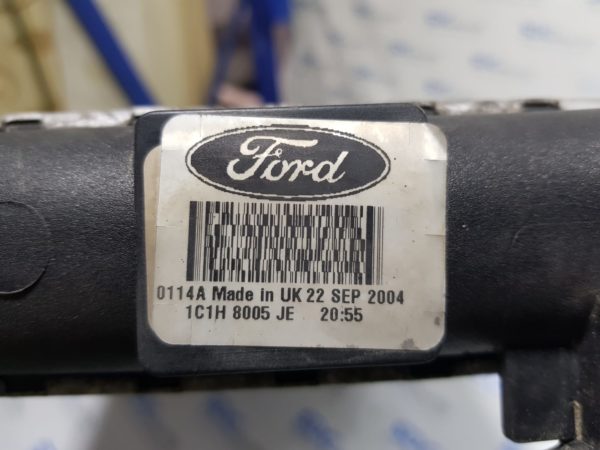 Ford
0114A Made in UK 22 SEP 2004
1C1H 8005 JE 20:55